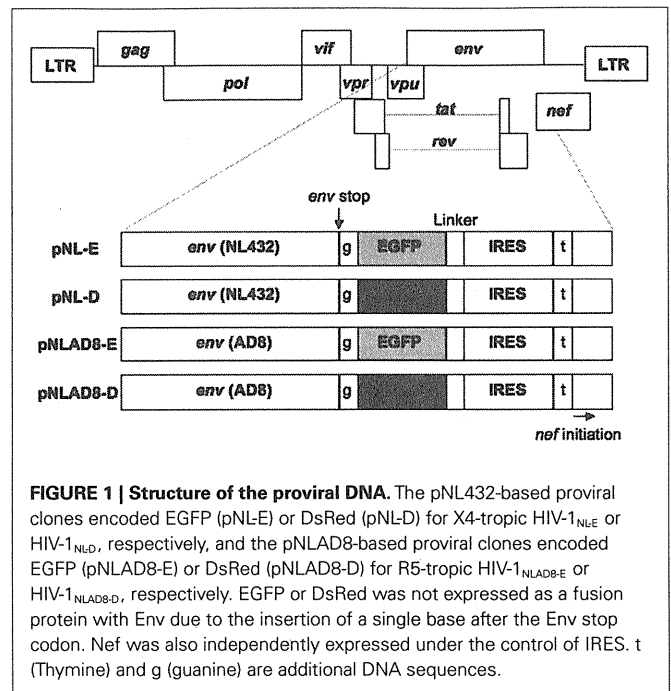 LTR gag pol vif vpr vpu env LTR
tat nef
rev
env stop
Linker
pNL-E env (NL432) g EGFP IRES t
pNL-D env (NL432) g IRES t
pNLAD8-E env (AD8) g EGFP IRES t
pNLAD8-D env (AD8) g IRES t
nef initiation
FIGURE 1 | Structure of the proviral DNA. The pNL432-based proviral
clones encoded EGFP (pNL-E) or DsRed (pNL-D) for X4-tropic HIV-1NL-E or
HIV-1NL-D, respectively, and the pNLAD8-based proviral clones encoded
EGFP (pNLAD8-E) or DsRed (pNLAD8-D) for R5-tropic HIV-1NLAD8-E or
HIV-1NLAD8-D, respectively. EGFP or DsRed was not expressed as a fusion
protein with Env due to the insertion of a single base after the Env stop
codon. Nef was also independently expressed under the control of IRES. t
(Thymine) and g (guanine) are additional DNA sequences.